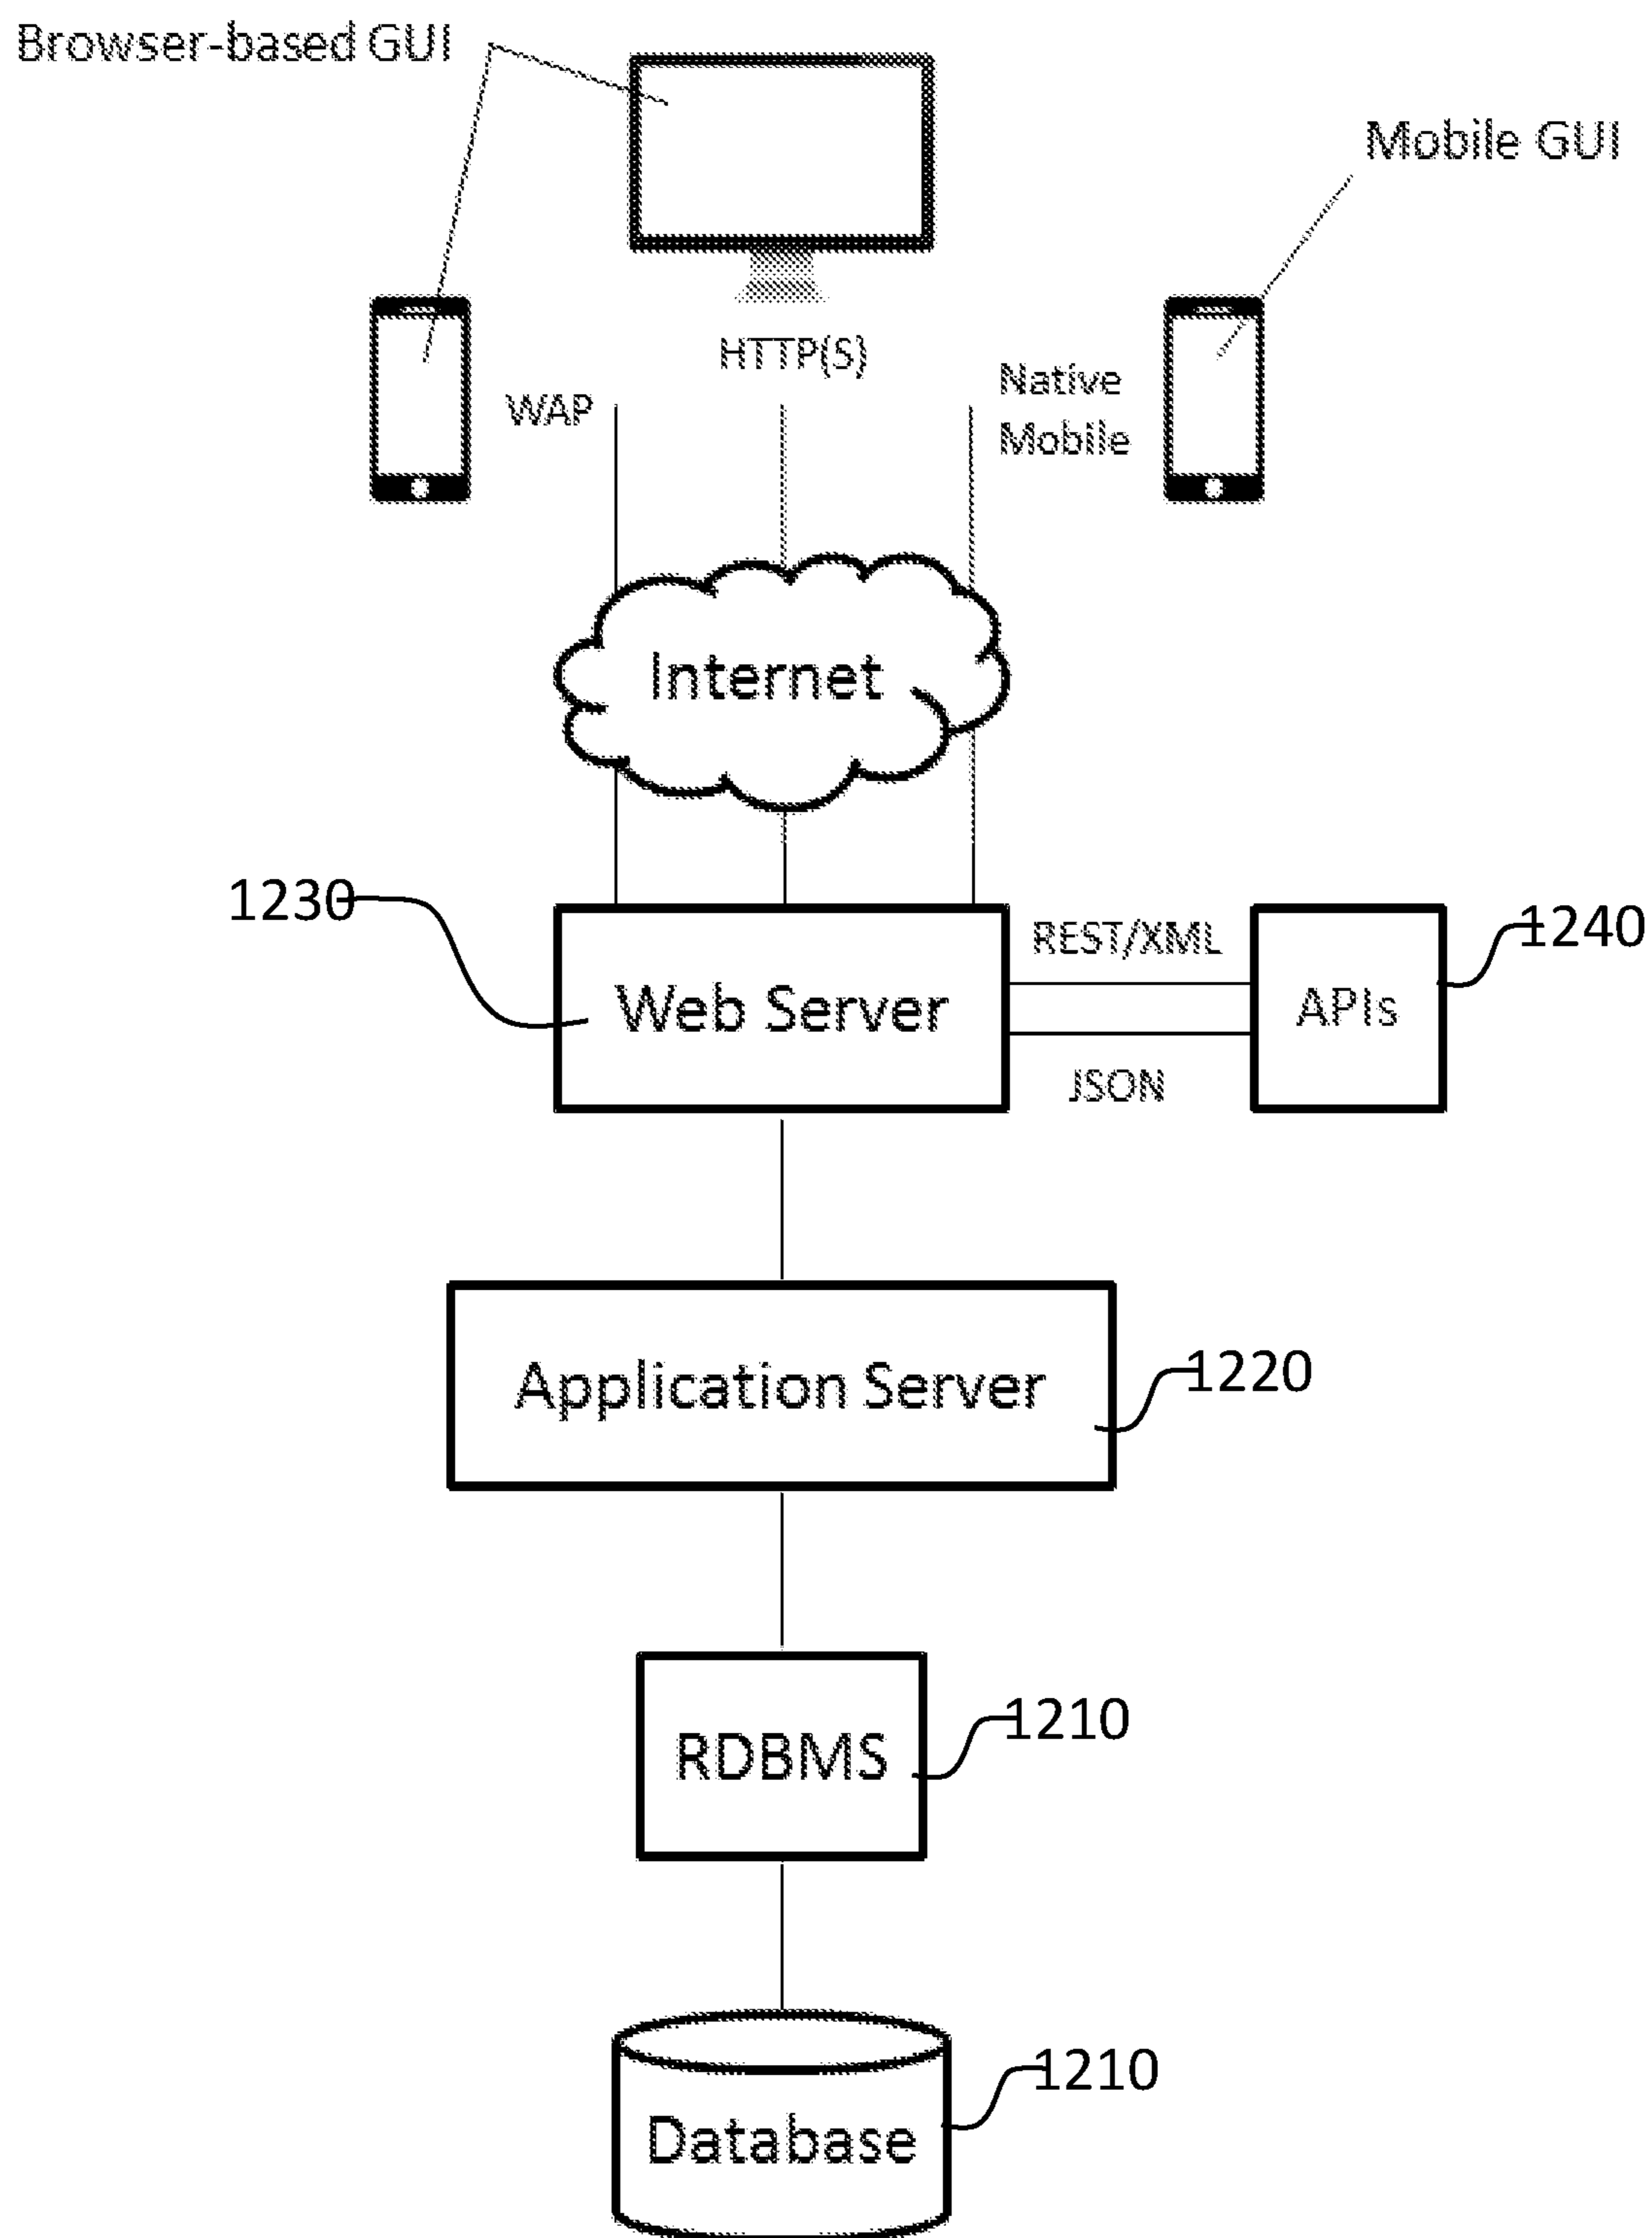 Browser-based GUI
Mobile GUI
HTTP(S)
WAP
Native
Mobile
Internet
1230
Web Server
REST/XML
JSON
APIs
1240
Application Server
1220
RDBMS
1210
Database
1210